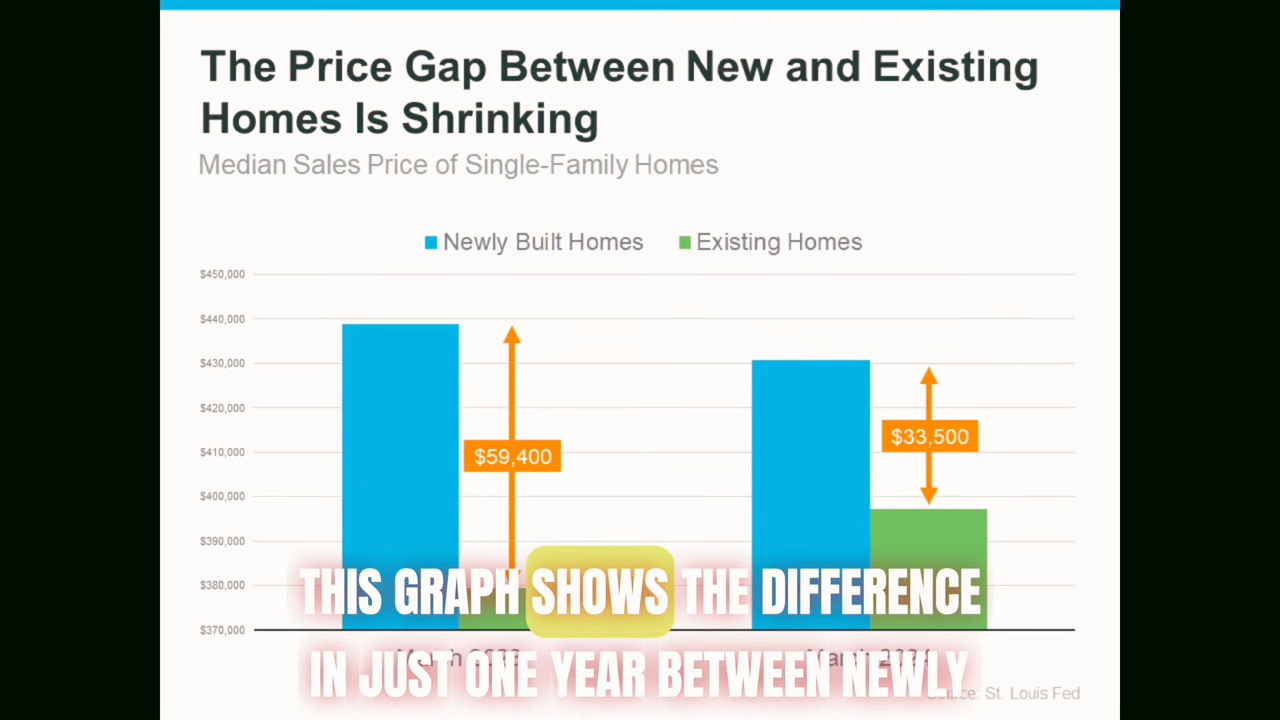 The Price Gap Between New and Existing
Homes Is Shrinking
Median Sales Price of Single-Family Homes
Newly Built Homes
Existing Homes
$450,000
$440,000
$430,000
$420,000
$410,000
$400,000
$390,000
$380,000
$370,000
$59,400
$33,500
THIS GRAPH SHOWS THE DIFFERENCE
IN JUST ONE YEAR BETWEEN NEWLY
March
March
Source: St. Louis Fed